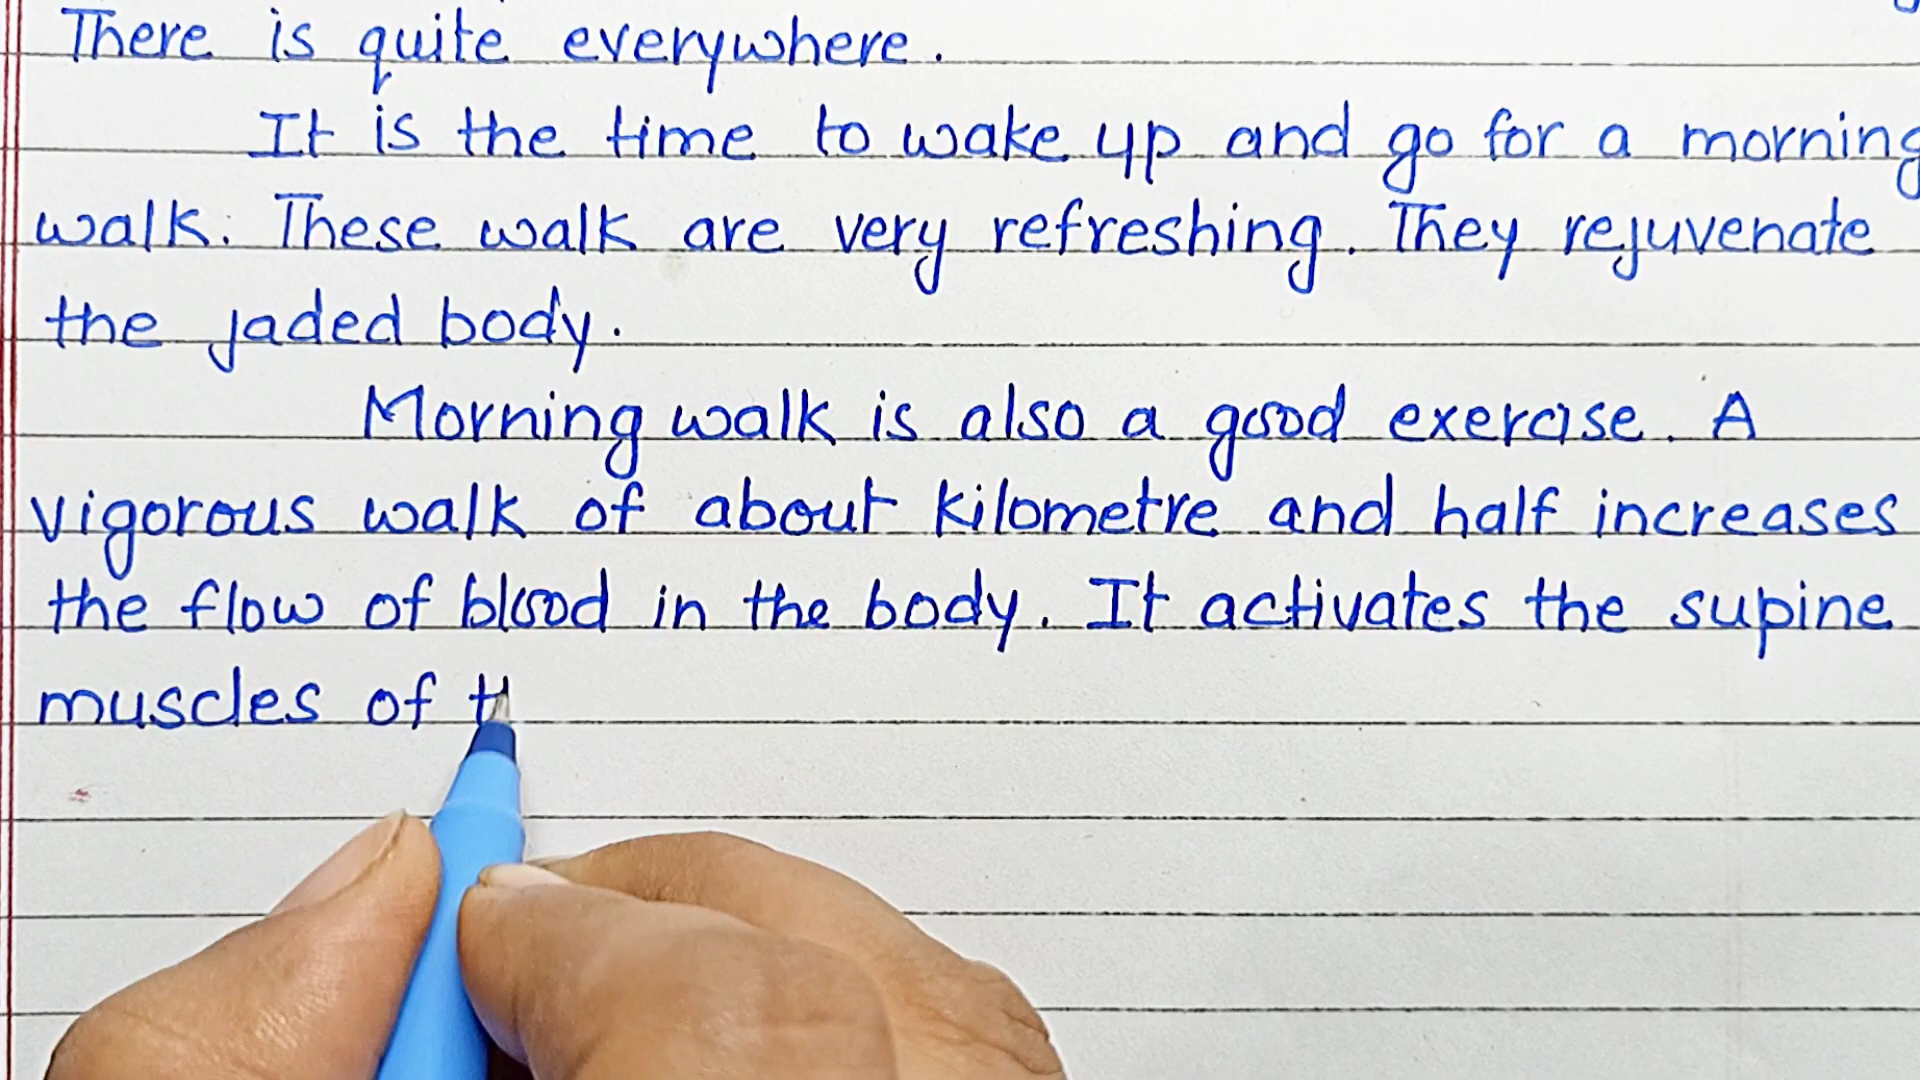 There is quite everywhere.
It is the time to wake up and go for a morning
walk. These walk are very refreshing. They rejuvenate
the jaded body.
Morning walk is also a good exercise. A
vigorous walk of about kilometre and half increases
the flow of blood in the body. It activates the supine
muscles of